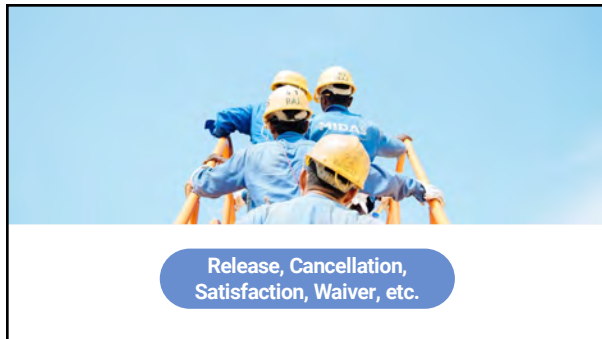 MIDAS
Release, Cancellation,
Satisfaction, Waiver, etc.